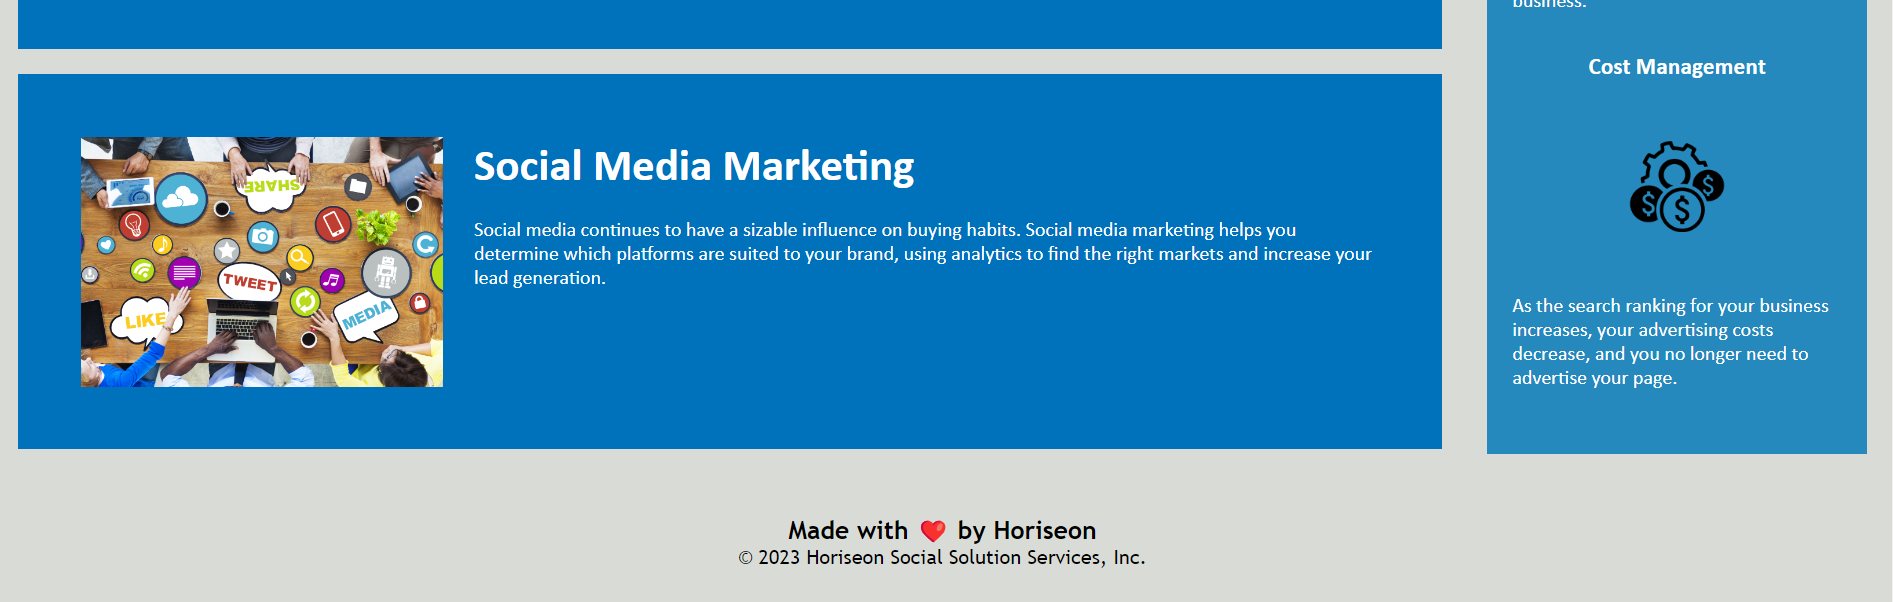 business.
Cost Management
As the search ranking for your business
increases, your advertising costs
decrease, and you no longer need to
advertise your page.
SHARE
TWEET
LIKE
MEDIA
Social Media Marketing
Social media continues to have a sizable influence on buying habits. Social media marketing helps you
determine which platforms are suited to your brand, using analytics to find the right markets and increase your
lead generation.
Made with ❤️ by Horiseon
© 2023 Horiseon Social Solution Services, Inc.